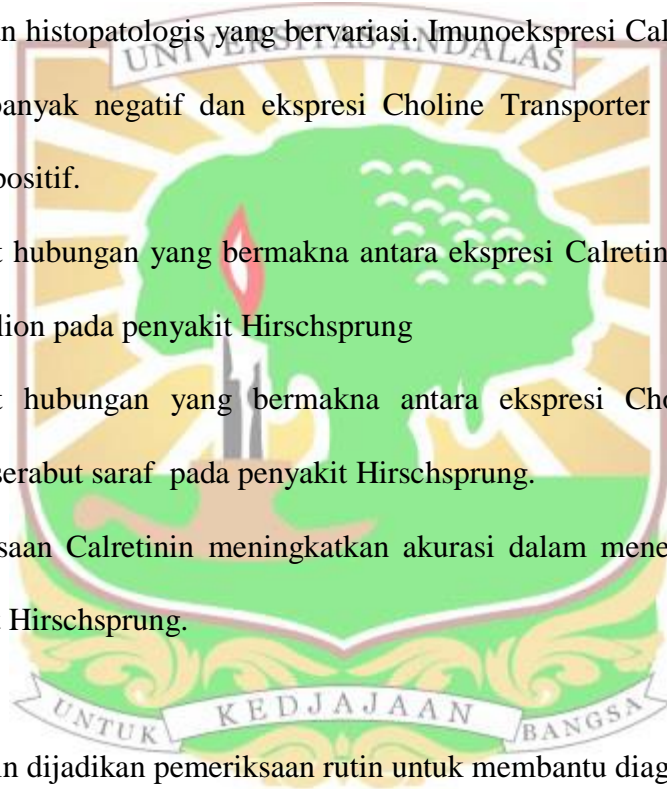 n histopatologis yang bervariasi. Imunoekspresi Cal
UNIVERSITAS ANDALAS
banyak negatif dan ekspresi Choline Transporter
positif.
t hubungan yang bermakna antara ekspresi Calretin
lion pada penyakit Hirschsprung
t hubungan yang bermakna antara ekspresi Cho
serabut saraf pada penyakit Hirschsprung.
saan Calretinin meningkatkan akurasi dalam mene
Hirschsprung.
UNTUK KEDJAJAAN BANGSA
in dijadikan pemeriksaan rutin untuk membantu diag